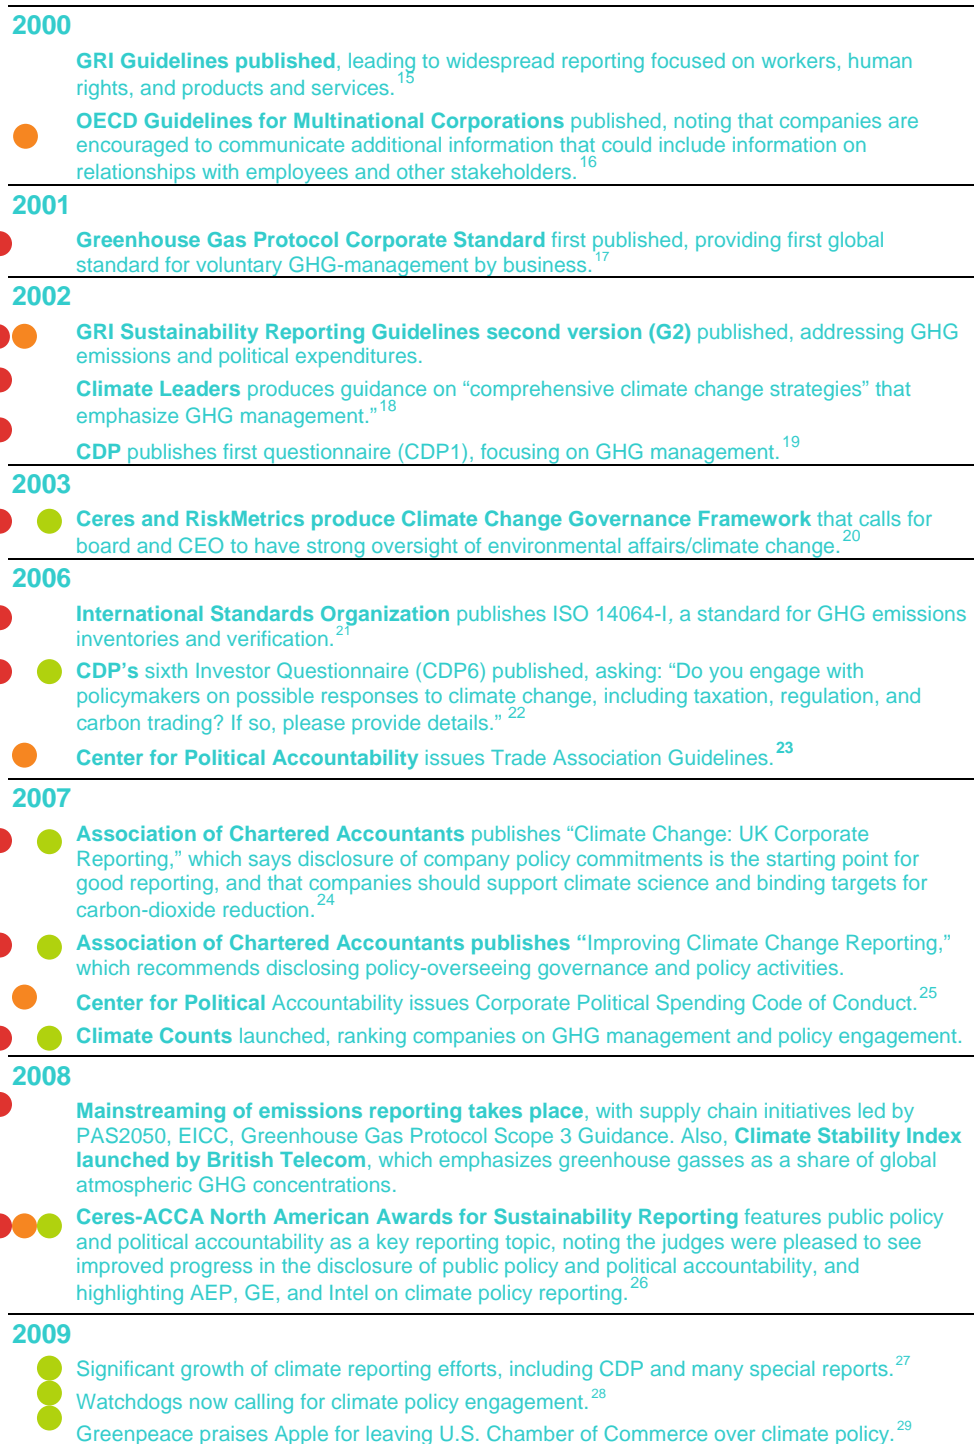 2000
GRI Guidelines published, leading to widespread reporting focused on workers, human
rights, and products and services.15
OECD Guidelines for Multinational Corporations published, noting that companies are
encouraged to communicate additional information that could include information on
relationships with employees and other stakeholders.16
2001
Greenhouse Gas Protocol Corporate Standard first published, providing first global
standard for voluntary GHG-management by business.17
2002
GRI Sustainability Reporting Guidelines second version (G2) published, addressing GHG
emissions and political expenditures.
Climate Leaders produces guidance on “comprehensive climate change strategies” that
emphasize GHG management.”18
CDP publishes first questionnaire (CDP1), focusing on GHG management.19
2003
Ceres and RiskMetrics produce Climate Change Governance Framework that calls for
board and CEO to have strong oversight of environmental affairs/climate change.20
2006
International Standards Organization publishes ISO 14064-I, a standard for GHG emissions
inventories and verification.21
CDP’s sixth Investor Questionnaire (CDP6) published, asking: “Do you engage with
policymakers on possible responses to climate change, including taxation, regulation, and
carbon trading? If so, please provide details.” 22
Center for Political Accountability issues Trade Association Guidelines.23
2007
Association of Chartered Accountants publishes “Climate Change: UK Corporate
Reporting,” which says disclosure of company policy commitments is the starting point for
good reporting, and that companies should support climate science and binding targets for
carbon-dioxide reduction.24
Association of Chartered Accountants publishes “Improving Climate Change Reporting,”
which recommends disclosing policy-overseeing governance and policy activities.
Center for Political Accountability issues Corporate Political Spending Code of Conduct.25
Climate Counts launched, ranking companies on GHG management and policy engagement.
2008
Mainstreaming of emissions reporting takes place, with supply chain initiatives led by
PAS2050, EICC, Greenhouse Gas Protocol Scope 3 Guidance. Also, Climate Stability Index
launched by British Telecom, which emphasizes greenhouse gasses as a share of global
atmospheric GHG concentrations.
Ceres-ACCA North American Awards for Sustainability Reporting features public policy
and political accountability as a key reporting topic, noting the judges were pleased to see
improved progress in the disclosure of public policy and political accountability, and
highlighting AEP, GE, and Intel on climate policy reporting.26
2009
Significant growth of climate reporting efforts, including CDP and many special reports.27
Watchdogs now calling for climate policy engagement.28
Greenpeace praises Apple for leaving U.S. Chamber of Commerce over climate policy.29